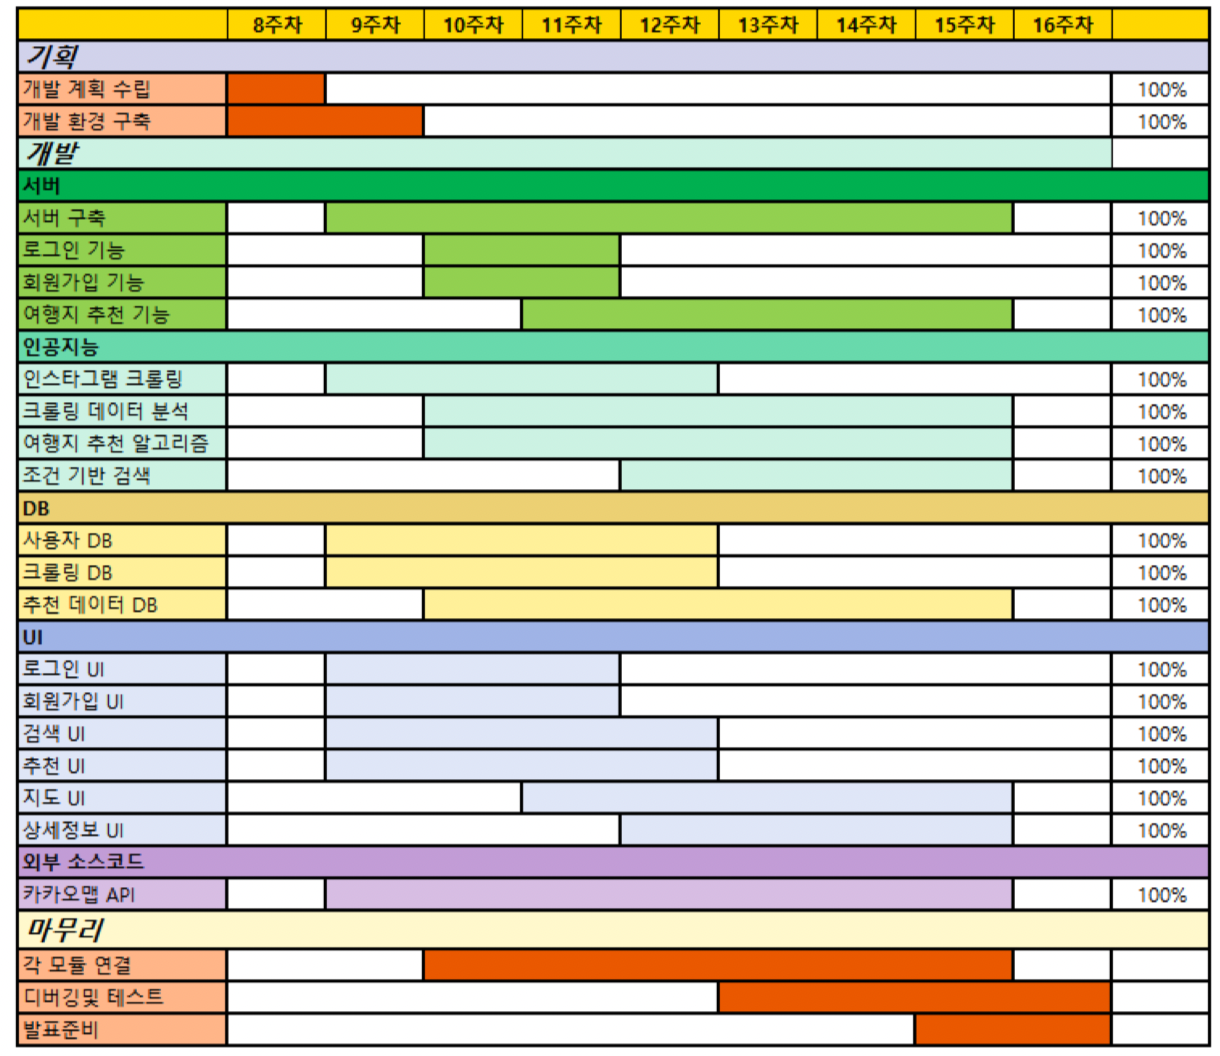 8주차 9주차 10주차 11주차 12주차 13주차 14주차 15주차 16주차
기획
개발 계획 수립 100%
개발 환경 구축 100%
개발
서버
서버 구축 100%
로그인 기능 100%
회원가입 기능 100%
여행지 추천 기능 100%
인공지능
인스타그램 크롤링 100%
크롤링 데이터 분석 100%
여행지 추천 알고리즘 100%
조건 기반 검색 100%
DB
사용자 DB 100%
크롤링 DB 100%
추천 데이터 DB 100%
UI
로그인 UI 100%
회원가입 UI 100%
검색 UI 100%
추천 UI 100%
지도 UI 100%
상세정보 UI 100%
외부 소스코드
카카오맵 API 100%
마무리
각 모듈 연결
디버깅및 테스트
발표준비